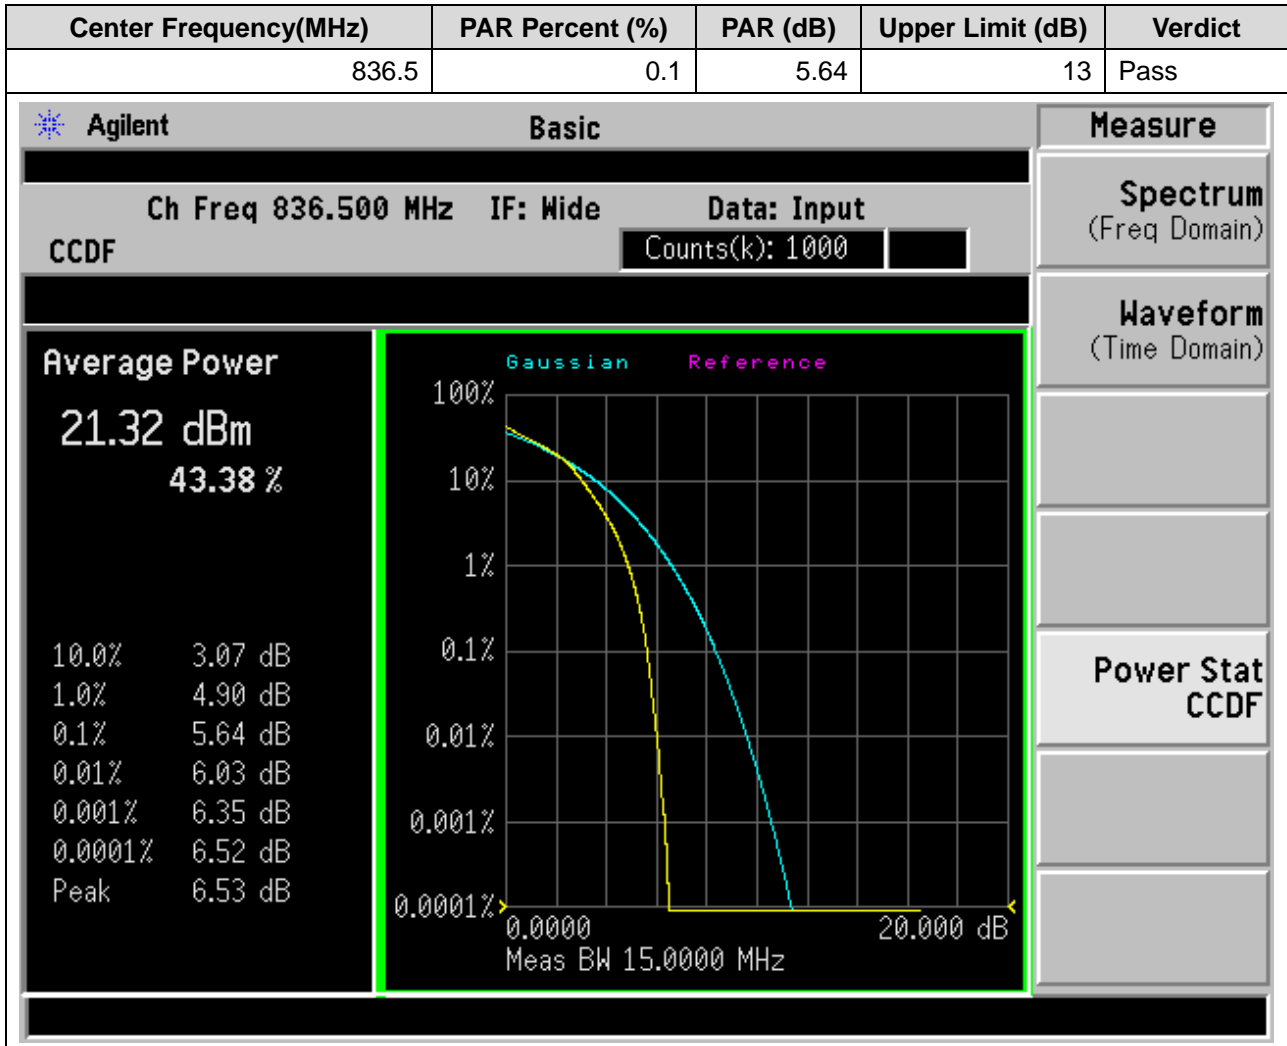 Center Frequency(MHz) PAR Percent (%) PAR (dB) Upper Limit (dB) Verdict
836.5 0.1 5.64 13 Pass
Agilent Basic Measure
Ch Freq 836.500 MHz IF: Wide Data: Input
CCDF Counts(k): 1000
Average Power
21.32 dBm
43.38 %
10.0% 3.07 dB
1.0% 4.90 dB
0.1% 5.64 dB
0.01% 6.03 dB
0.001% 6.35 dB
0.0001% 6.52 dB
Peak 6.53 dB
Gaussian Reference
100%
10%
1%
0.1%
0.01%
0.001%
0.0001%
0.0000 20.000 dB
Meas BW 15.0000 MHz
Spectrum
(Freq Domain)
Waveform
(Time Domain)
Power Stat
CCDF